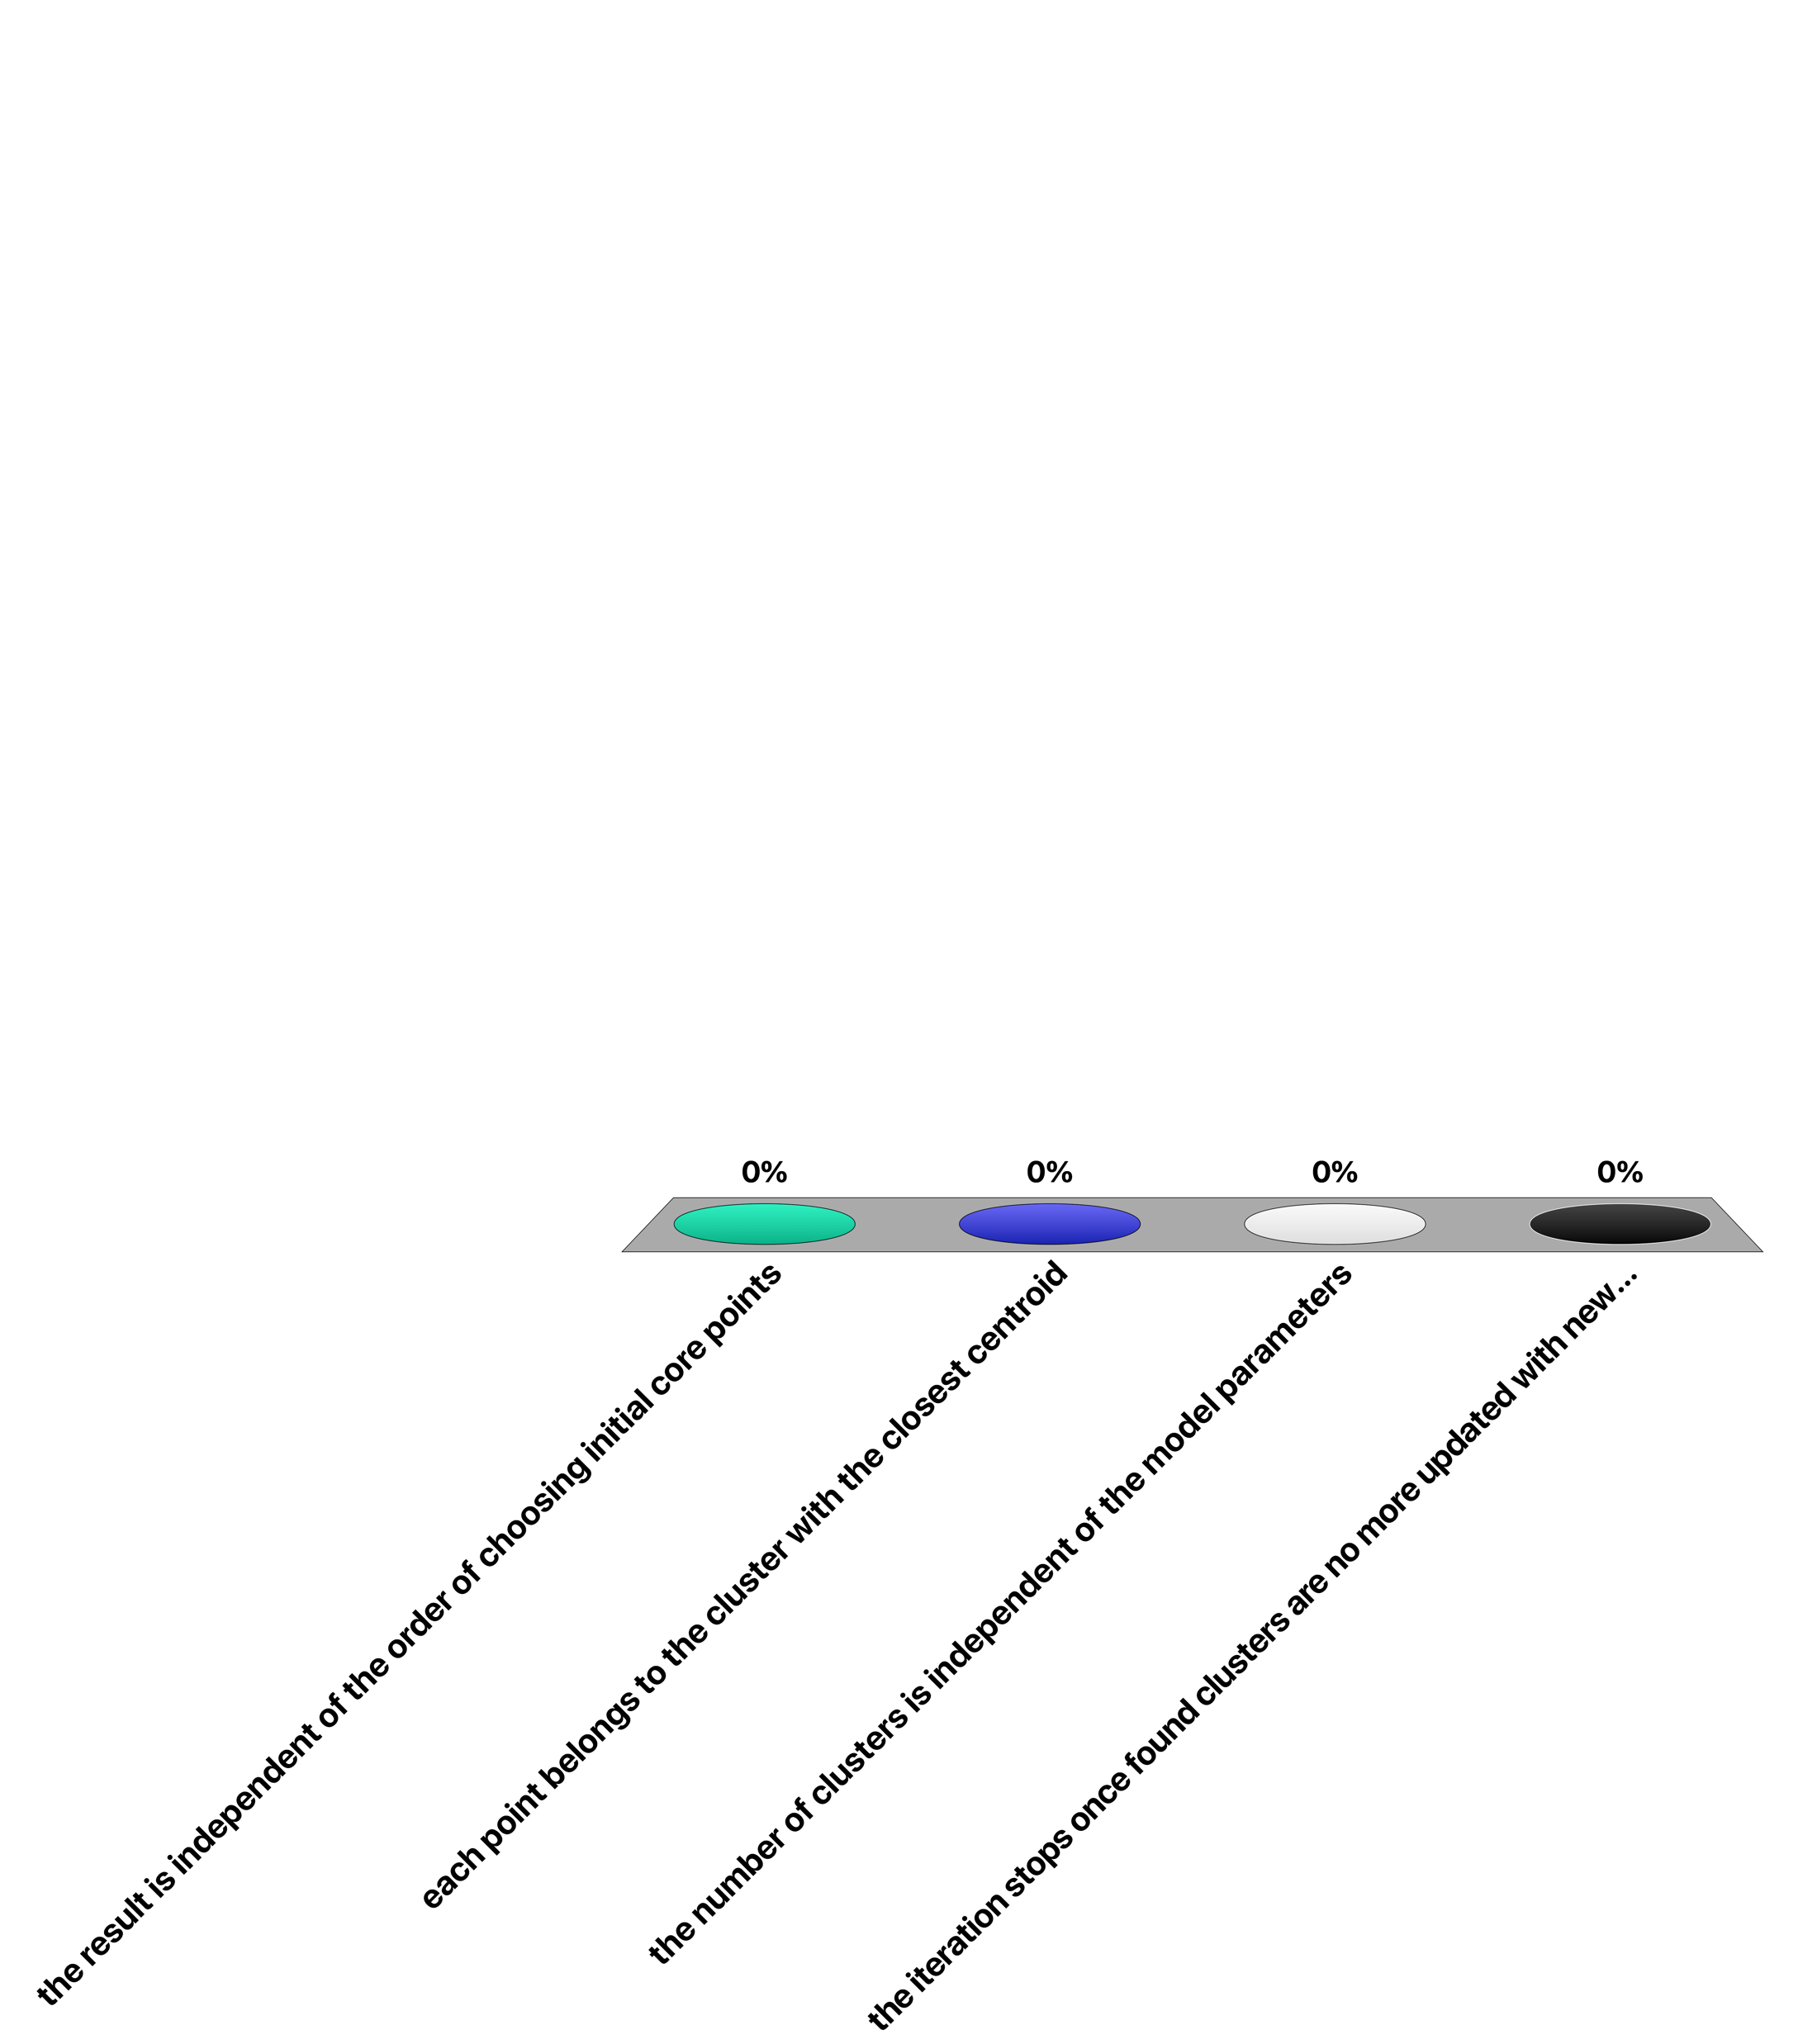 0%
0%
0%
0%
the result is independent of the order of choosing initial core points
each point belongs to the cluster with the closest centroid
the number of clusters is independent of the model parameters
the iteration stops once found clusters are no more updated with new...